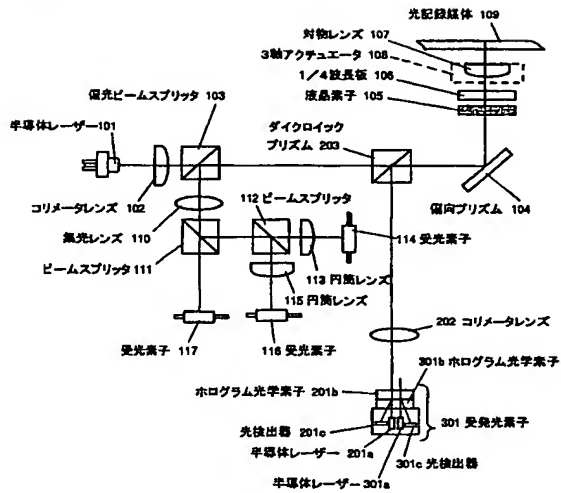 光記録媒体 109
対物レンズ 107
3軸アクチュエータ 108
1/4波長板 106
液晶素子 105
偏光ビームスプリッタ 103
半導体レーザー101
ダイクロイック
プリズム 203
コリメータレンズ 102
偏向プリズム 104
集光レンズ 110
112 ビームスプリッタ
114 受光素子
ビームスプリッタ 111
113 円筒レンズ
115 円筒レンズ
受光素子 117
116 受光素子
202 コリメータレンズ
301b ホログラム光学素子
ホログラム光学素子 201b
301 受発光素子
光検出器 201c
半導体レーザー 201a
301c 光検出器
半導体レーザー 301a